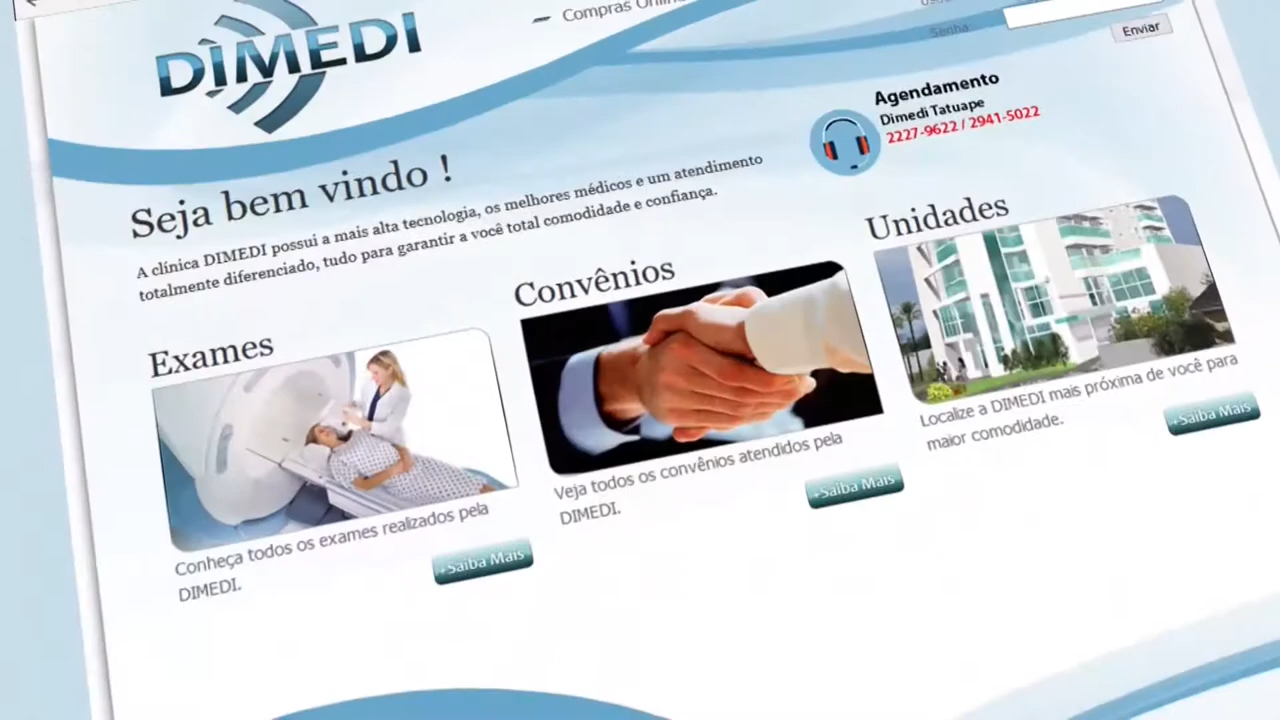 DIMEDI
Compras Online
Senha
Enviar
Agendamento
Dimedi Tatuape
2227-9622 / 2941-5022
Seja bem vindo !
A clínica DIMEDI possui a mais alta tecnologia, os melhores médicos e um atendimento
totalmente diferenciado, tudo para garantir a você total comodidade e confiança.
Exames
Conheça todos os exames realizados pela
DIMEDI.
+Saiba Mais
Convênios
Veja todos os convênios atendidos pela
DIMEDI.
+Saiba Mais
Unidades
Localize a DIMEDI mais próxima de você para
maior comodidade.
+Saiba Mais